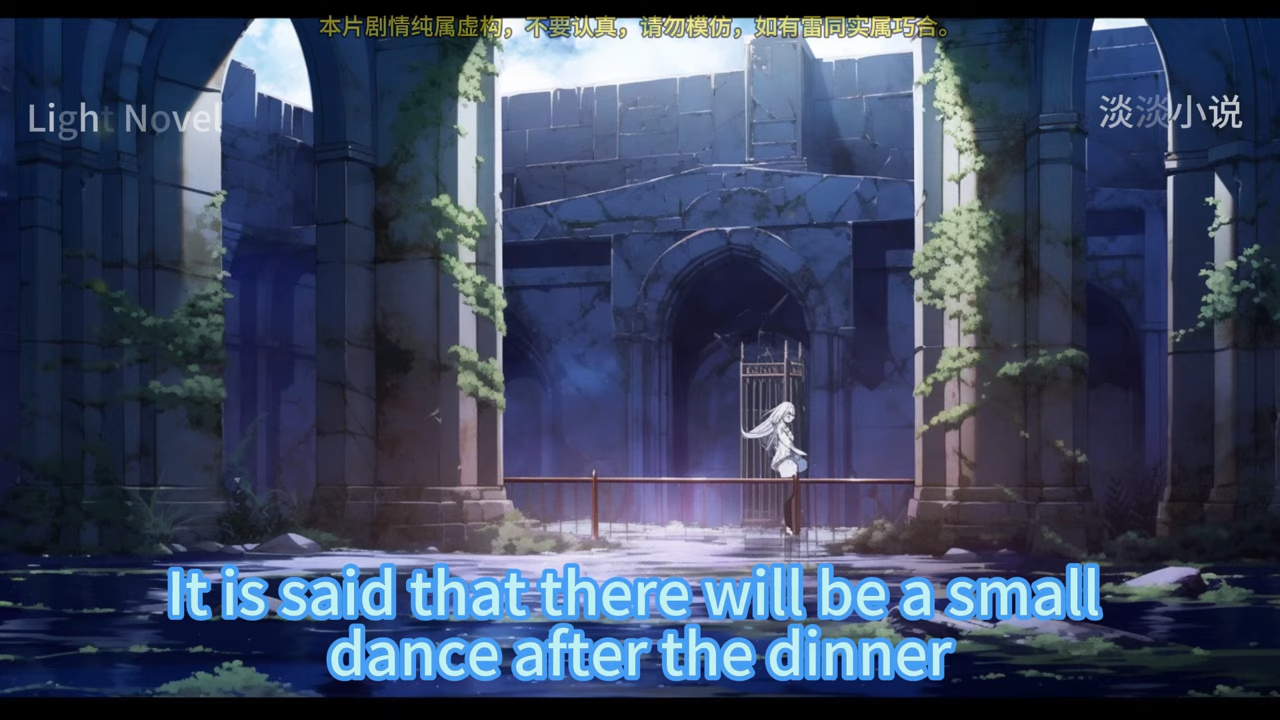 本片剧情纯属虚构，不要认真，请勿模仿，如有雷同实属巧合。
Light Novel
淡淡小说
It is said that there will be a small
dance after the dinner